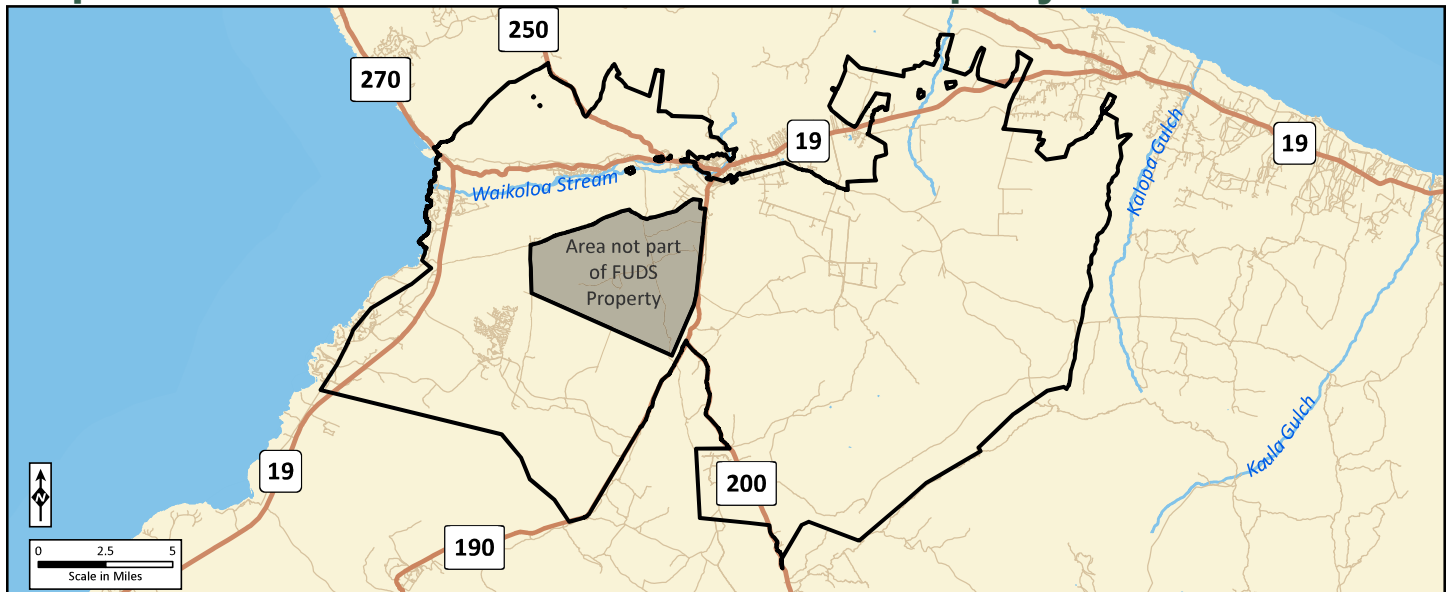 250
270
19
19
Waikoloa Stream
Kalopa Gulch
Area not part
of FUDS
Property
Kaula Gulch
19
200
190
N
0 2.5 5
Scale in Miles